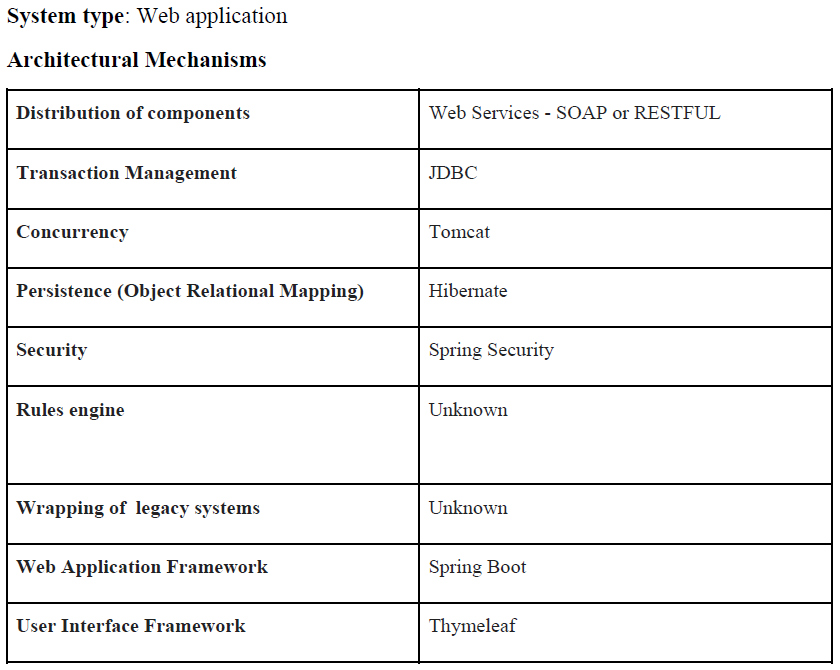 System type: Web application
Architectural Mechanisms
Distribution of components Web Services - SOAP or RESTFUL
Transaction Management JDBC
Concurrency Tomcat
Persistence (Object Relational Mapping) Hibernate
Security Spring Security
Rules engine Unknown
Wrapping of legacy systems Unknown
Web Application Framework Spring Boot
User Interface Framework Thymeleaf